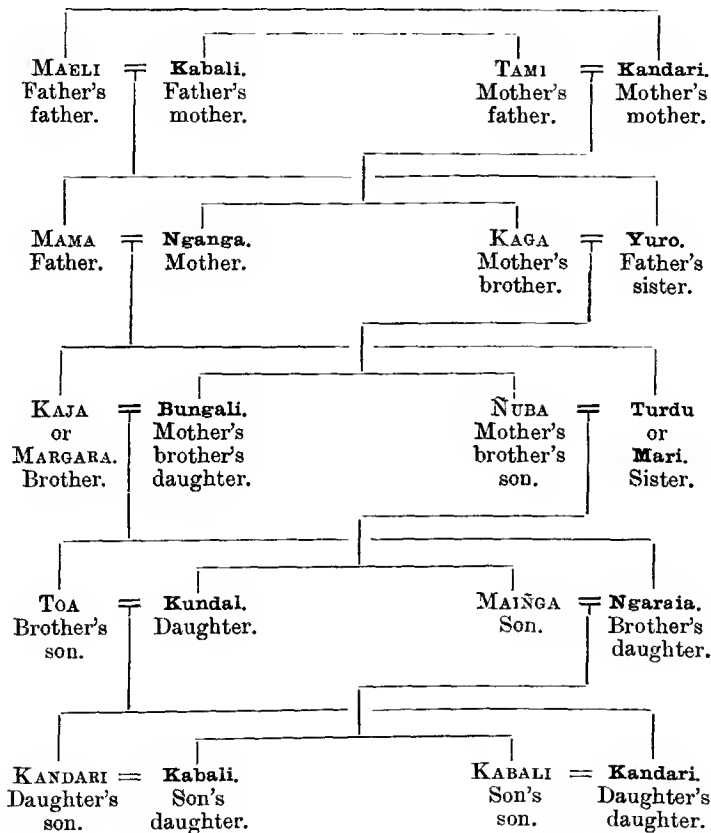 MAELI = Kabali. TAMI = Kandari.
Father's Father's Mother's Mother's
father. mother. father. mother.
MAMA = Nganga. KAGA = Yuro.
Father. Mother. Mother's Father's
brother. sister.
KAJA = Bungali. ÑUBA = Turdu
or Mother's Mother's or
MARGARA. brother's brother's Mari.
Brother. daughter. son. Sister.
TOA = Kundal. MAIÑGA = Ngaraia.
Brother's Daughter. Son. Brother's
son. daughter.
KANDARI = Kabali. KABALI = Kandari.
Daughter's Son's Son's Daughter's
son. daughter. son. daughter.